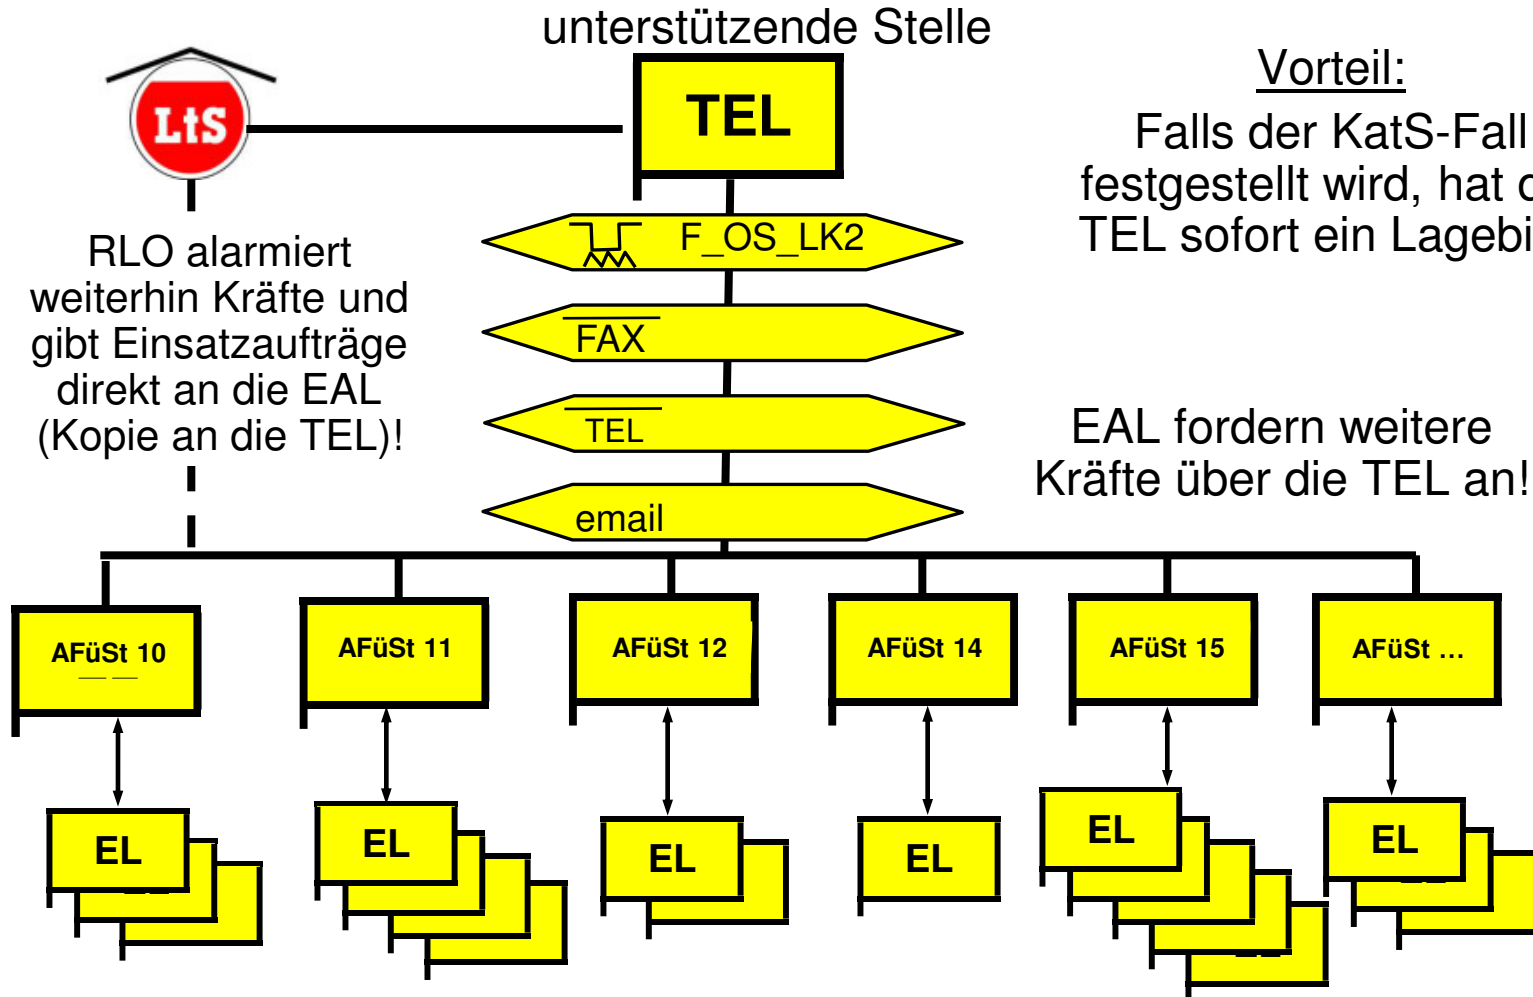 unterstützende Stelle
LtS
TEL
Vorteil:
Falls der KatS-Fall
festgestellt wird, hat d
TEL sofort ein Lagebi
RLO alarmiert
weiterhin Kräfte und
gibt Einsatzaufträge
direkt an die EAL
(Kopie an die TEL)!
F_OS_LK2
FAX
TEL
email
EAL fordern weitere
Kräfte über die TEL an!
AFüSt 10
AFüSt 11
AFüSt 12
AFüSt 14
AFüSt 15
AFüSt ...
EL
EL
EL
EL
EL
EL